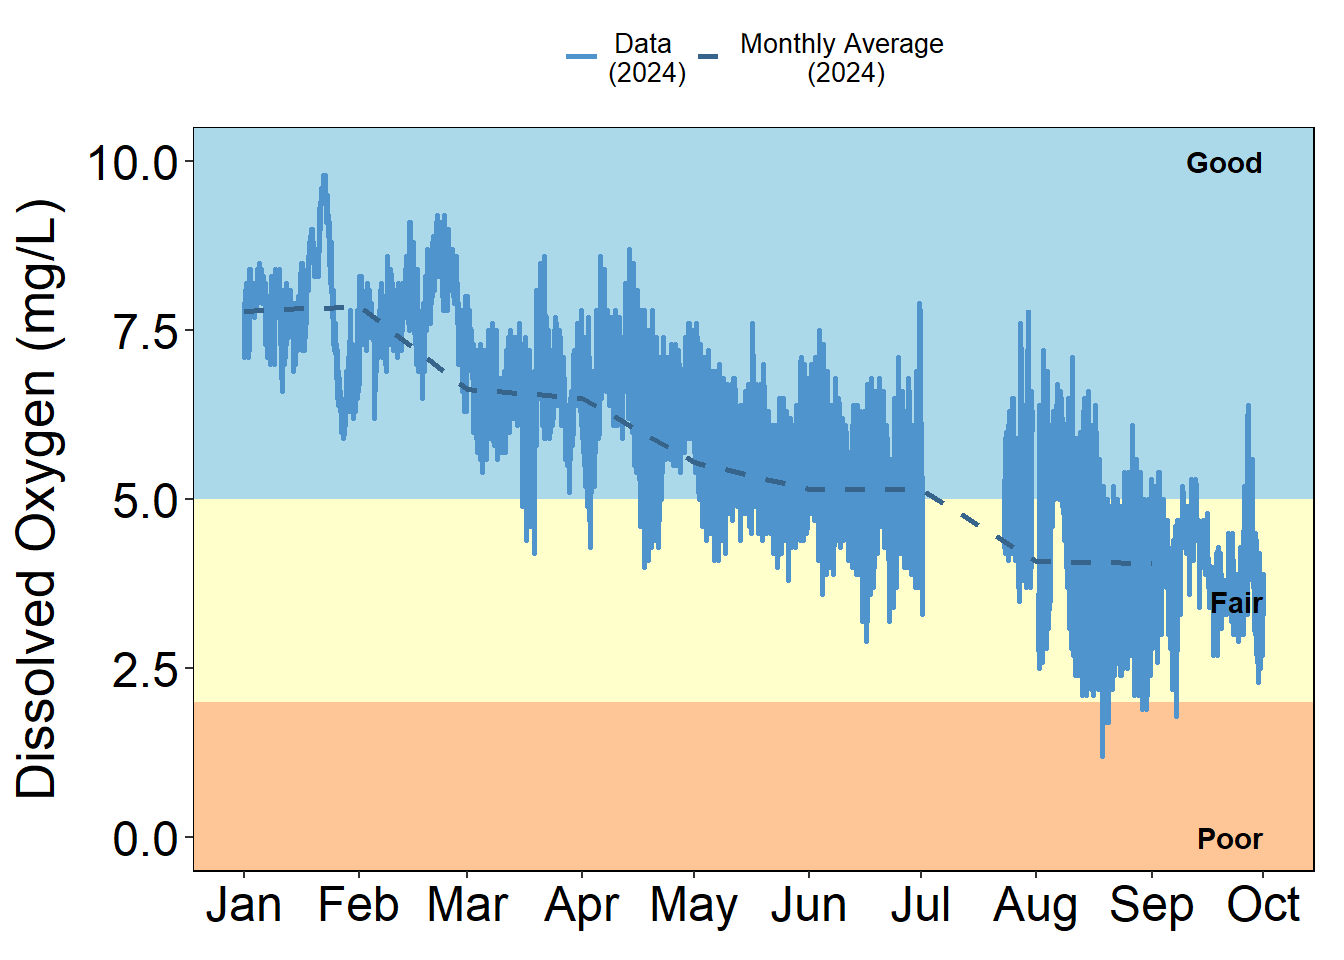 Data
(2024)
Monthly Average
(2024)
Dissolved Oxygen (mg/L)
10.0
7.5
5.0
2.5
0.0
Good
Fair
Poor
Jan Feb Mar Apr May Jun Jul Aug Sep Oct